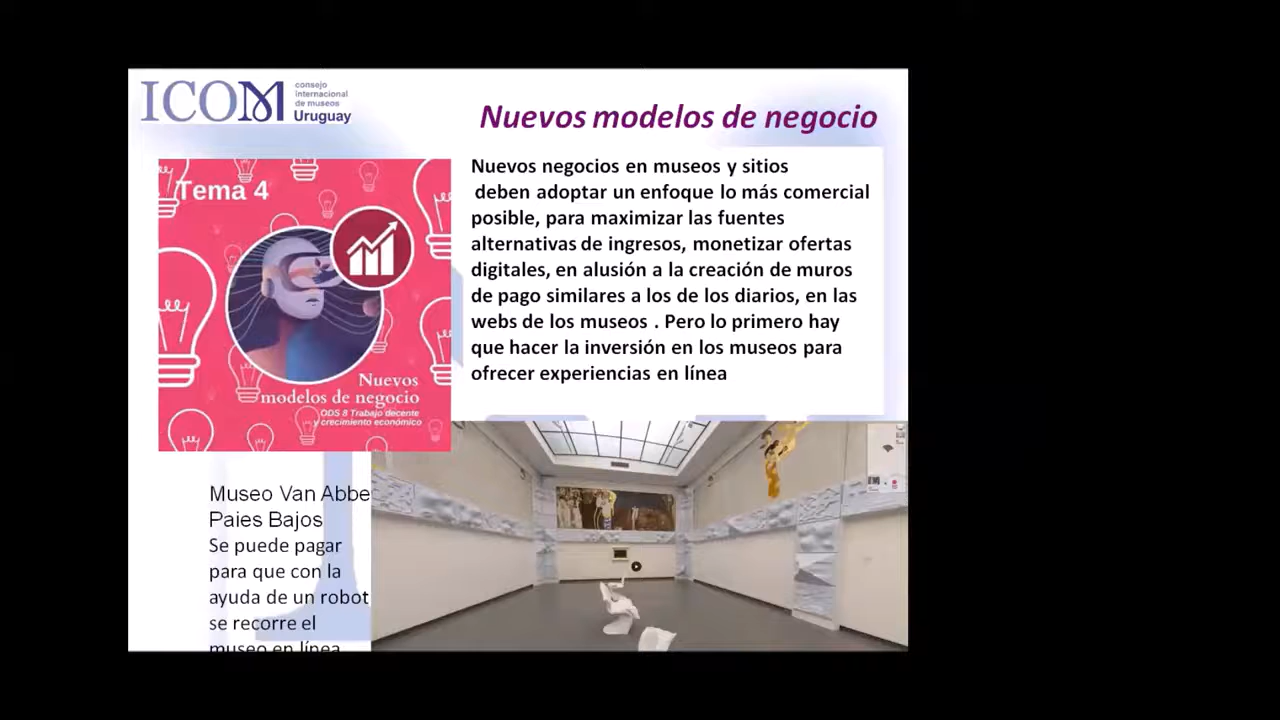 ICOM
consejo
internacional
de museos
Uruguay
Nuevos modelos de negocio
Tema 4
Nuevos
modelos de negocio
ODS 8 Trabajo decente
y crecimiento económico
Nuevos negocios en museos y sitios
deben adoptar un enfoque lo más comercial
posible, para maximizar las fuentes
alternativas de ingresos, monetizar ofertas
digitales, en alusión a la creación de muros
de pago similares a los de los diarios, en las
webs de los museos . Pero lo primero hay
que hacer la inversión en los museos para
ofrecer experiencias en línea
Museo Van Abbe
Paies Bajos
Se puede pagar
para que con la
ayuda de un robot
se recorre el
museo en línea